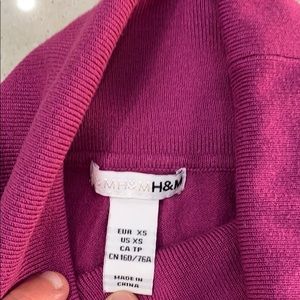 H&M H&M
EUR XS
US XS
CA TP
CN 160/76A
MADE IN
CHINA